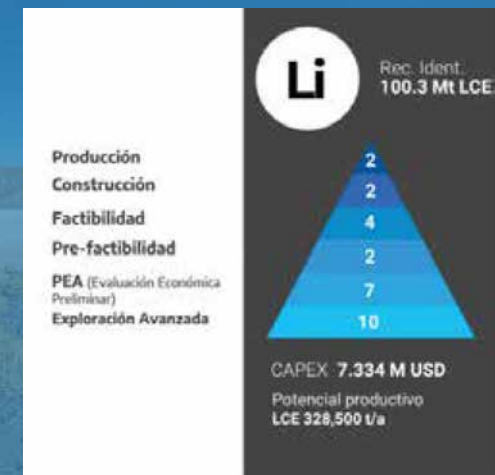 Li
Rec. Ident.
100.3 Mt LCE
Producción
Construcción
Factibilidad
Pre-factibilidad
PEA (Evaluación Económica
Preliminar)
Exploración Avanzada
2
2
4
2
7
10
CAPEX 7.334 M USD
Potencial productivo
LCE 328,500 t/a